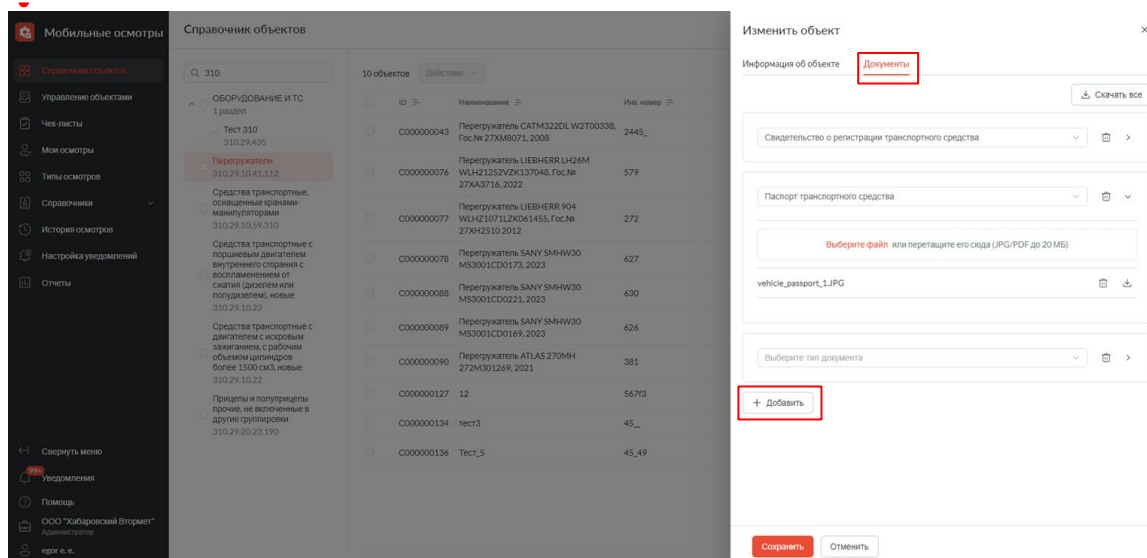 Мобильные осмотры
Справочник объектов
Управление объектами
Чек-листы
Мои осмотры
Типы осмотров
Справочники
История осмотров
Настройка уведомлений
Отчеты
Свернуть меню
99+
Уведомления
Помощь
ООО "Хабаровский Втормет"
Администратор
egor e. e.
Справочник объектов
310
ОБОРУДОВАНИЕ И ТС
1 раздел
Тест 310
310.29.435
Перегружатели
310.29.10.41.112
Средства транспортные,
оснащенные кранами-
манипуляторами
310.29.10.59.310
Средства транспортные с
поршневым двигателем
внутреннего сгорания с
воспламенением от
сжатия (дизелем или
полудизелем), новые
310.29.10.23
Средства транспортные с
двигателем с искровым
зажиганием, с рабочим
объемом цилиндров
более 1500 см3, новые
310.29.10.22
Прицепы и полуприцепы
прочие, не включенные в
другие группировки
310.29.20.23.190
10 объектов Действие
ID Наименование Инв. номер
C000000043 Перегружатель CATM322DL W2T00338, Гос.№ 27ХМ8071, 2008 2445_
C000000076 Перегружатель LIEBHERR LH26M WLH21252VZK137048, Гос.№ 27ХА3716, 2022 579
C000000077 Перегружатель LIEBHERR 904 WLHZ1071LZK061455, Гос.№ 27ХН2510 2012 272
C000000078 Перегружатель SANY SMHW30 MS3001CD0173, 2023 627
C000000088 Перегружатель SANY SMHW30 MS3001CD0221, 2023 630
C000000089 Перегружатель SANY SMHW30 MS3001CD0169, 2023 626
C000000090 Перегружатель ATLAS 270MH 272M301269, 2021 381
C000000127 12 567f3
C000000134 тест3 45__
C000000136 Тест_5 45_49
Изменить объект
Информация об объекте Документы
Скачать все
Свидетельство о регистрации транспортного средства
Паспорт транспортного средства
Выберите файл или перетащите его сюда (JPG/PDF до 20 МБ)
vehicle_passport_1.JPG
Выберите тип документа
+ Добавить
Сохранить Отменить